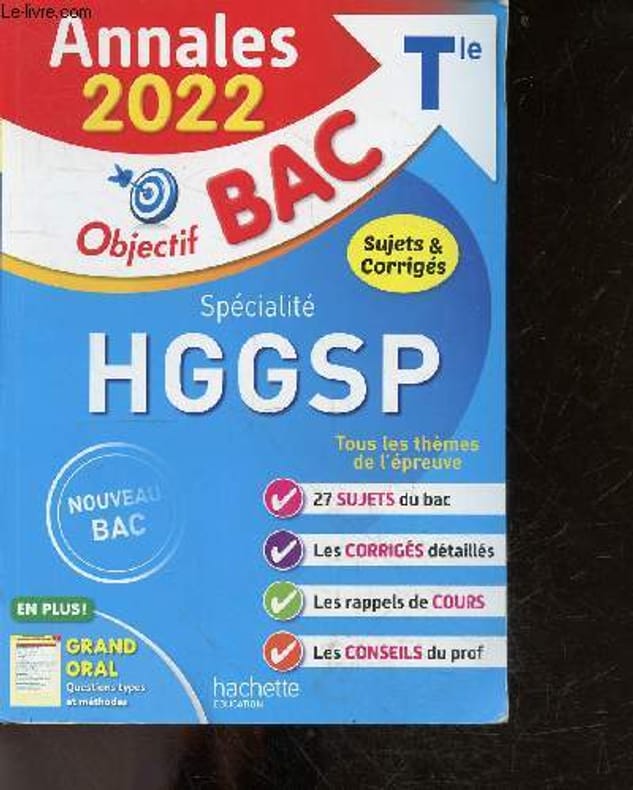 Le-livre.com
Annales
2022
Tle
Objectif
BAC
Sujets &
Corrigés
Spécialité
HGGSP
Tous les thèmes
de l'épreuve
NOUVEAU
BAC
27 SUJETS du bac
Les CORRIGÉS détaillés
Les rappels de COURS
Les CONSEILS du prof
EN PLUS!
GRAND
ORAL
Questions types
et méthodes
hachette
ÉDUCATION